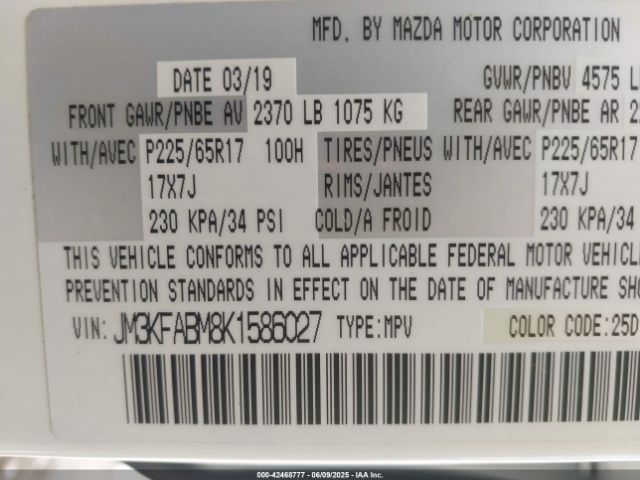 MFD. BY MAZDA MOTOR CORPORATION
DATE 03/19 GVWR/PNBV 4575 L
FRONT GAWR/PNBE AV 2370 LB 1075 KG REAR GAWR/PNBE AR 2
WITH/AVEC P225/65R17 100H TIRES/PNEUS WITH/AVEC P225/65R17
17X7J RIMS/JANTES 17X7J
230 KPA/34 PSI COLD/A FROID 230 KPA/34
THIS VEHICLE CONFORMS TO ALL APPLICABLE FEDERAL MOTOR VEHICL
PREVENTION STANDARDS IN EFFECT ON THE DATE OF MANUFACTURE SHO
VIN: JM3KFABM8K1586027 TYPE:MPV COLOR CODE:25D
000-42468777 - 06/09/2025 - IAA Inc.